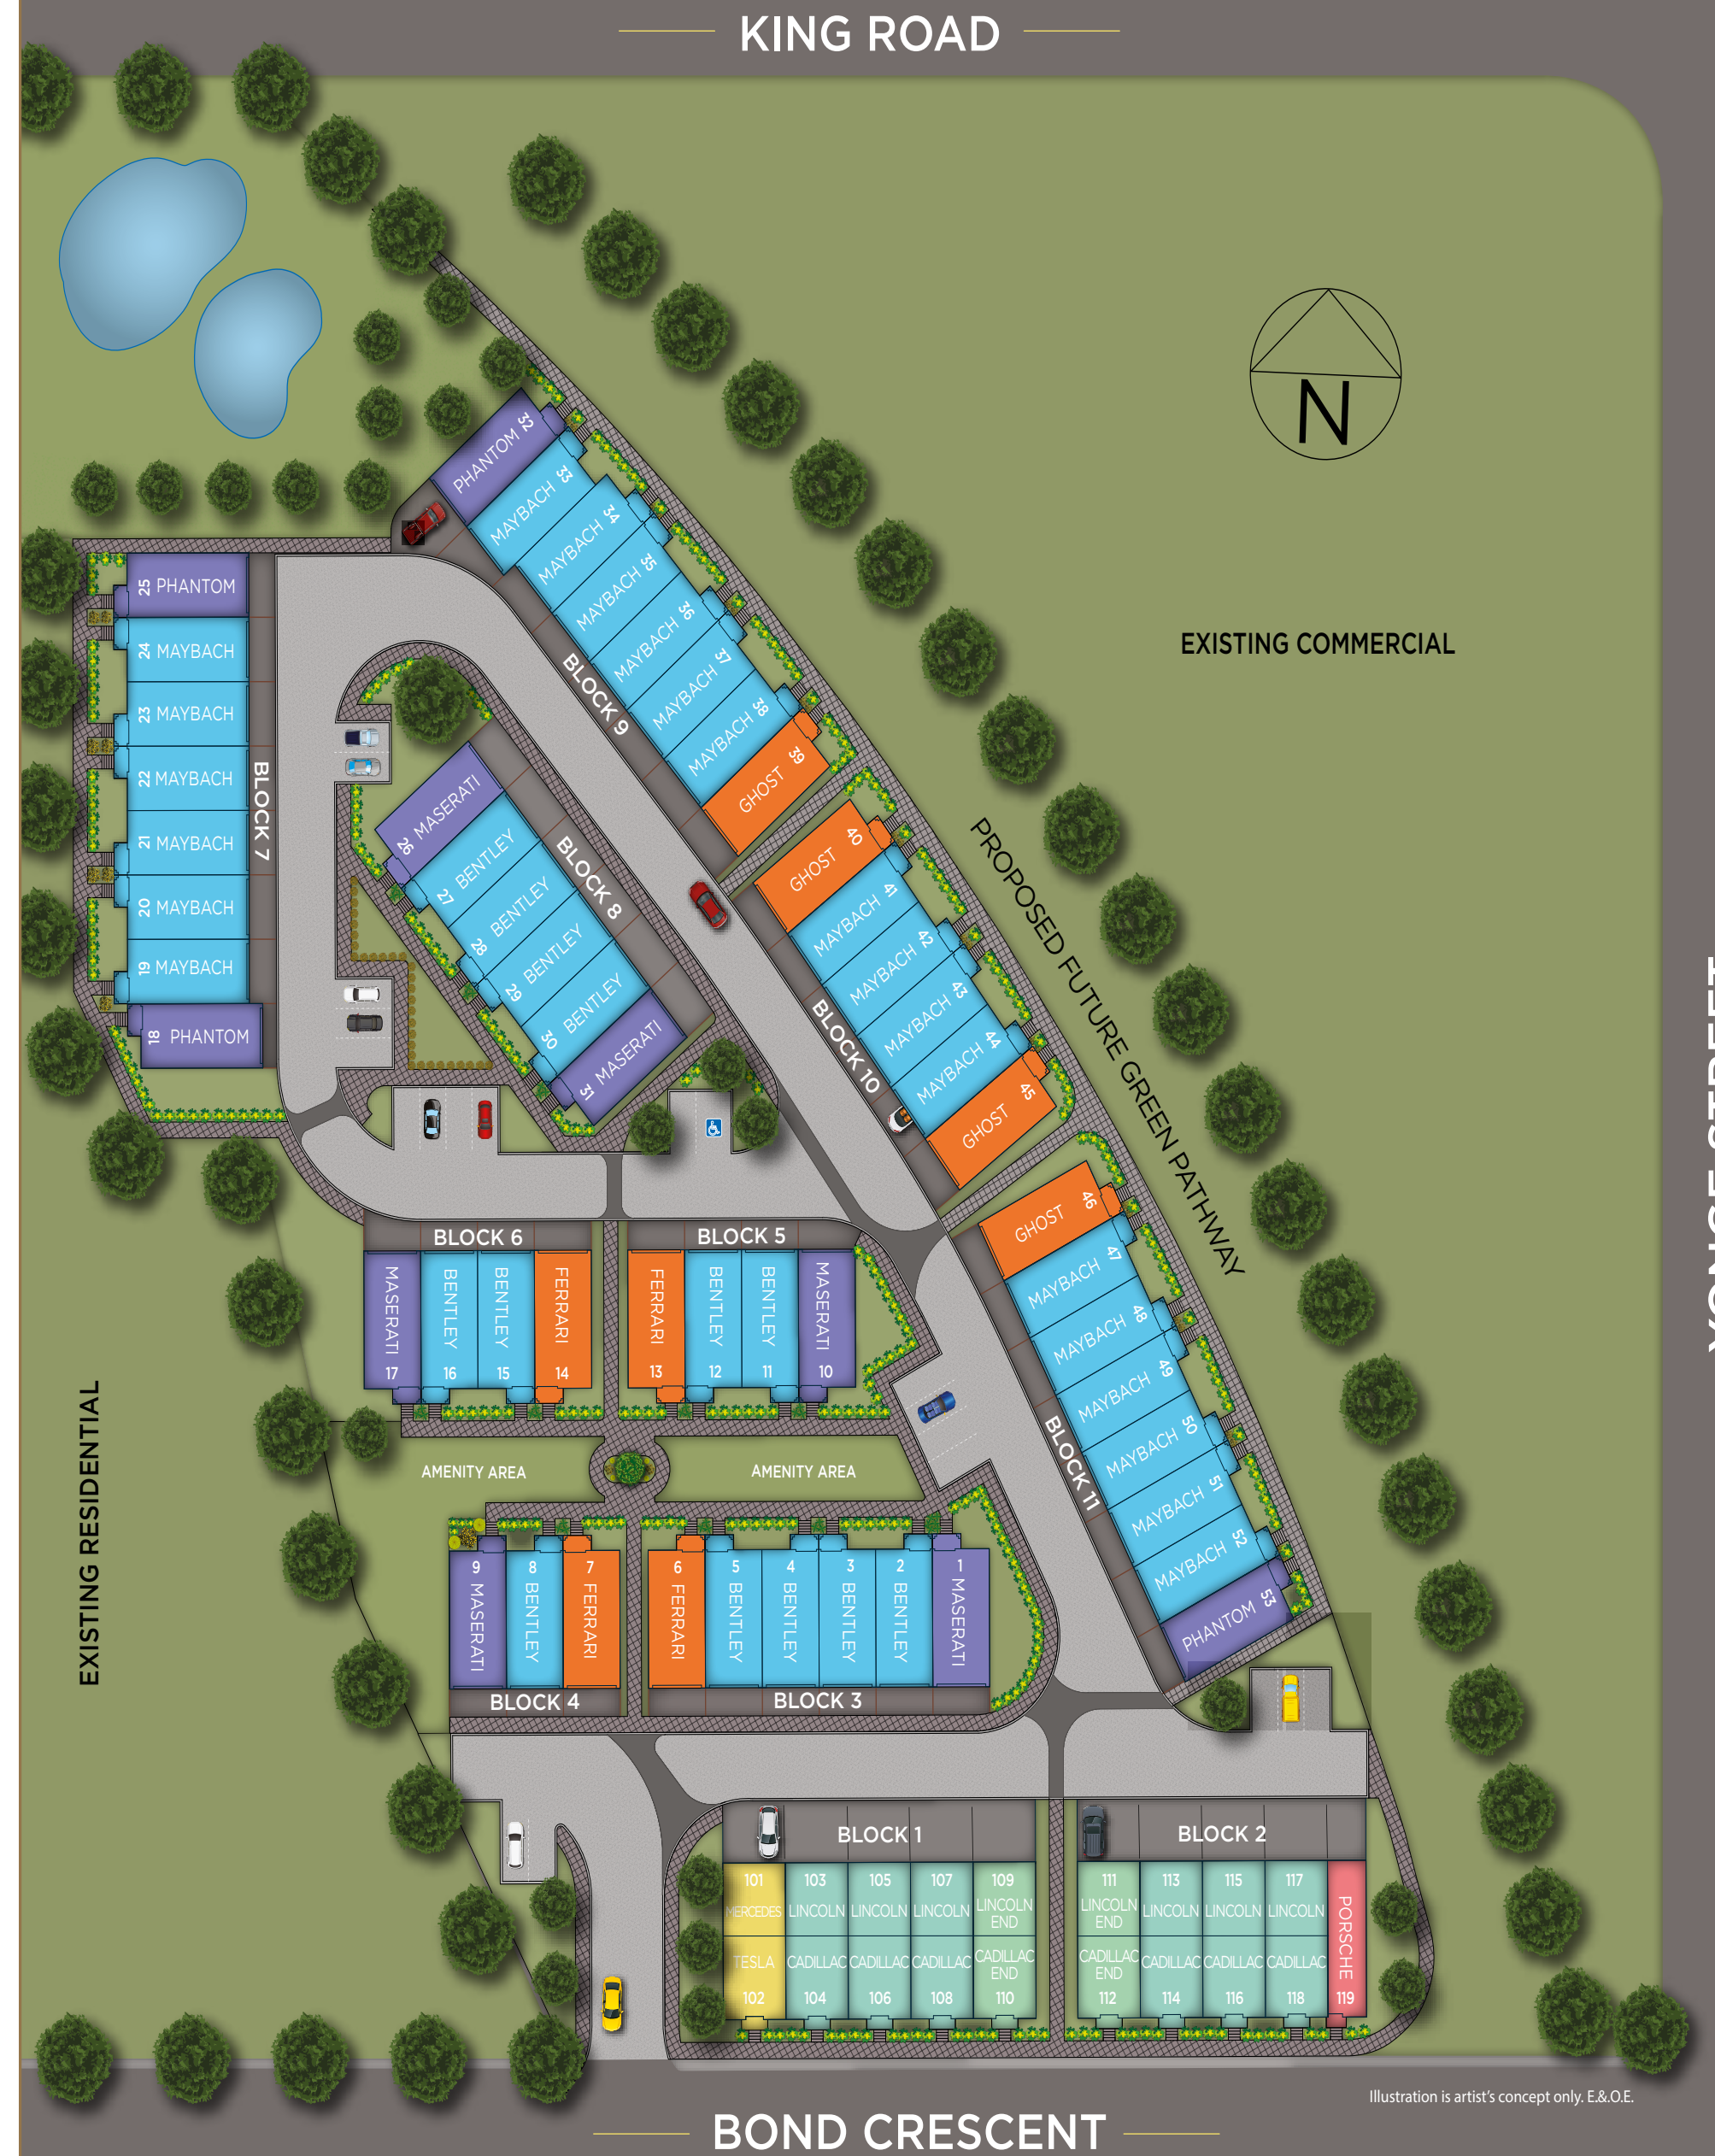 KING ROAD
N
EXISTING COMMERCIAL
YONGE STREET
PROPOSED FUTURE GREEN PATHWAY
EXISTING RESIDENTIAL
BLOCK 9
PHANTOM 32
MAYBACH 33
MAYBACH 34
MAYBACH 35
MAYBACH 36
MAYBACH 37
MAYBACH 38
GHOST 39
BLOCK 7
25 PHANTOM
24 MAYBACH
23 MAYBACH
22 MAYBACH
21 MAYBACH
20 MAYBACH
19 MAYBACH
18 PHANTOM
BLOCK 8
26 MASERATI
27 BENTLEY
28 BENTLEY
29 BENTLEY
30 BENTLEY
31 MASERATI
BLOCK 10
GHOST 40
MAYBACH 41
MAYBACH 42
MAYBACH 43
MAYBACH 44
GHOST 45
BLOCK 11
GHOST 46
MAYBACH 47
MAYBACH 48
MAYBACH 49
MAYBACH 50
MAYBACH 51
MAYBACH 52
PHANTOM 53
BLOCK 6
MASERATI 17
BENTLEY 16
BENTLEY 15
FERRARI 14
BLOCK 5
FERRARI 13
BENTLEY 12
BENTLEY 11
MASERATI 10
AMENITY AREA
AMENITY AREA
9 MASERATI
8 BENTLEY
7 FERRARI
BLOCK 4
6 FERRARI
5 BENTLEY
4 BENTLEY
3 BENTLEY
2 BENTLEY
1 MASERATI
BLOCK 3
BLOCK 1
101
MERCEDES
TESLA
102
103
LINCOLN
CADILLAC
104
105
LINCOLN
CADILLAC
106
107
LINCOLN
CADILLAC
108
109
LINCOLN
END
CADILLAC
END
110
BLOCK 2
111
LINCOLN
END
CADILLAC
END
112
113
LINCOLN
CADILLAC
114
115
LINCOLN
CADILLAC
116
117
LINCOLN
CADILLAC
118
PORSCHE
119
Illustration is artist's concept only. E.&O.E.
BOND CRESCENT